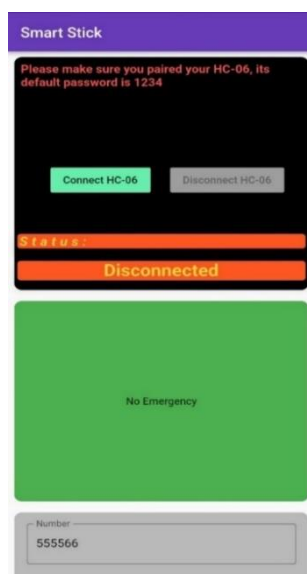 Smart Stick
Please make sure you paired your HC-06, its
default password is 1234
Connect HC-06
Disconnect HC-06
Status:
Disconnected
No Emergency
Number
555566